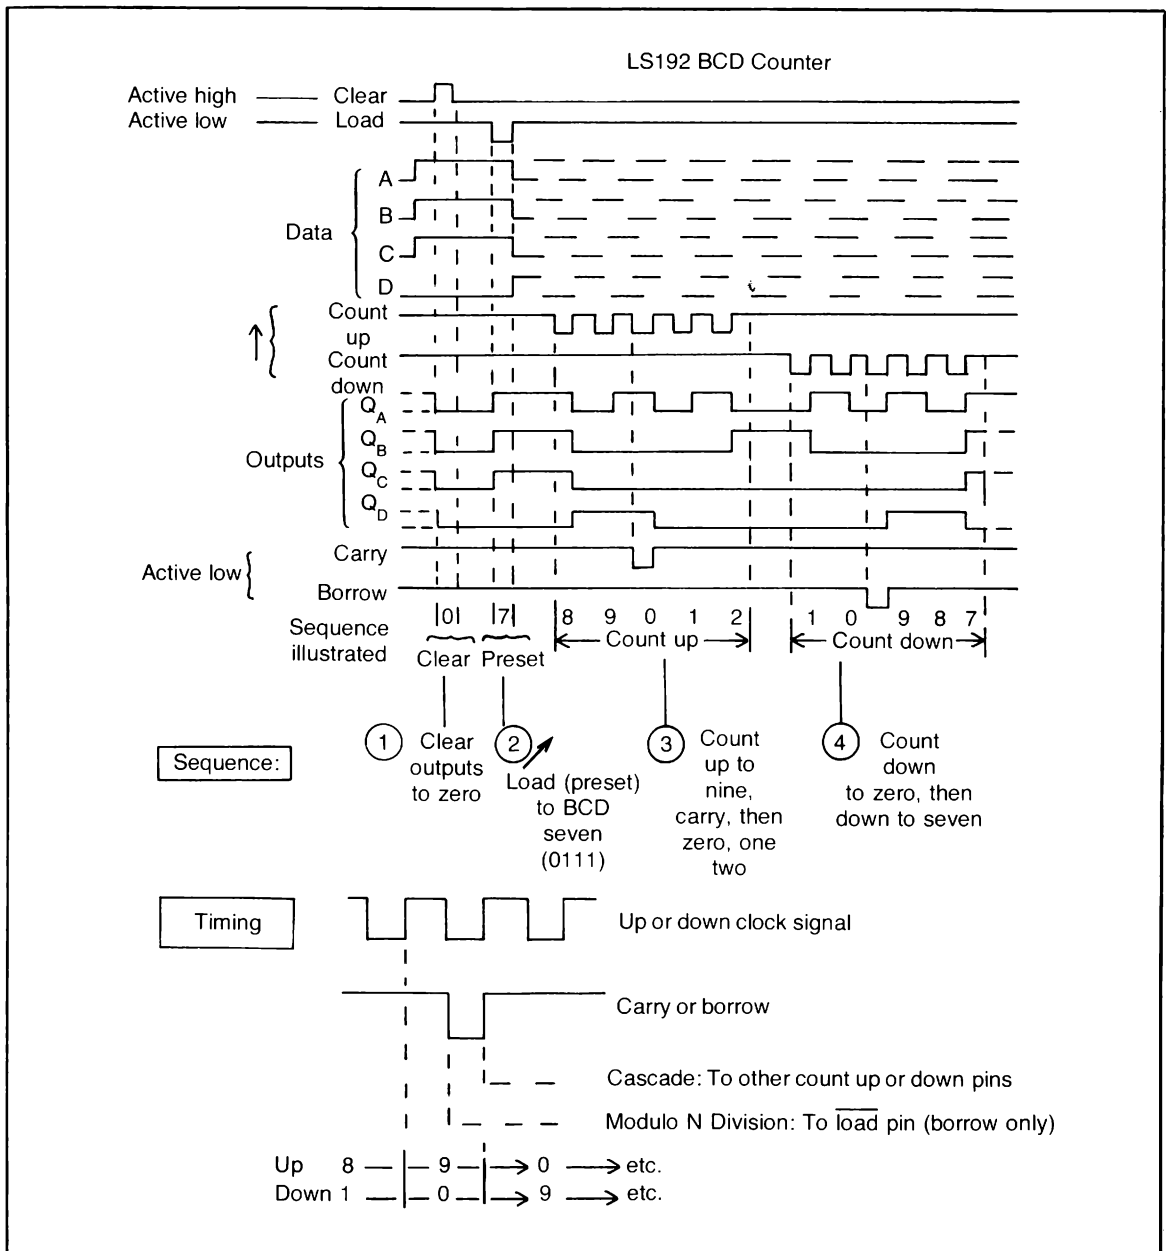 LS192 BCD Counter
Active high Clear
Active low Load
Data
A
B
C
D
Count up
Count down
Outputs
QA
QB
QC
QD
Active low
Carry
Borrow
Sequence illustrated
0 7 8 9 0 1 2 1 0 9 8 7
Clear Preset Count up Count down
Sequence:
1 Clear outputs to zero
2 Load (preset) to BCD seven (0111)
3 Count up to nine, carry, then zero, one two
4 Count down to zero, then down to seven
Timing
Up or down clock signal
Carry or borrow
Cascade: To other count up or down pins
Modulo N Division: To load pin (borrow only)
Up 8 9 0 etc.
Down 1 0 9 etc.